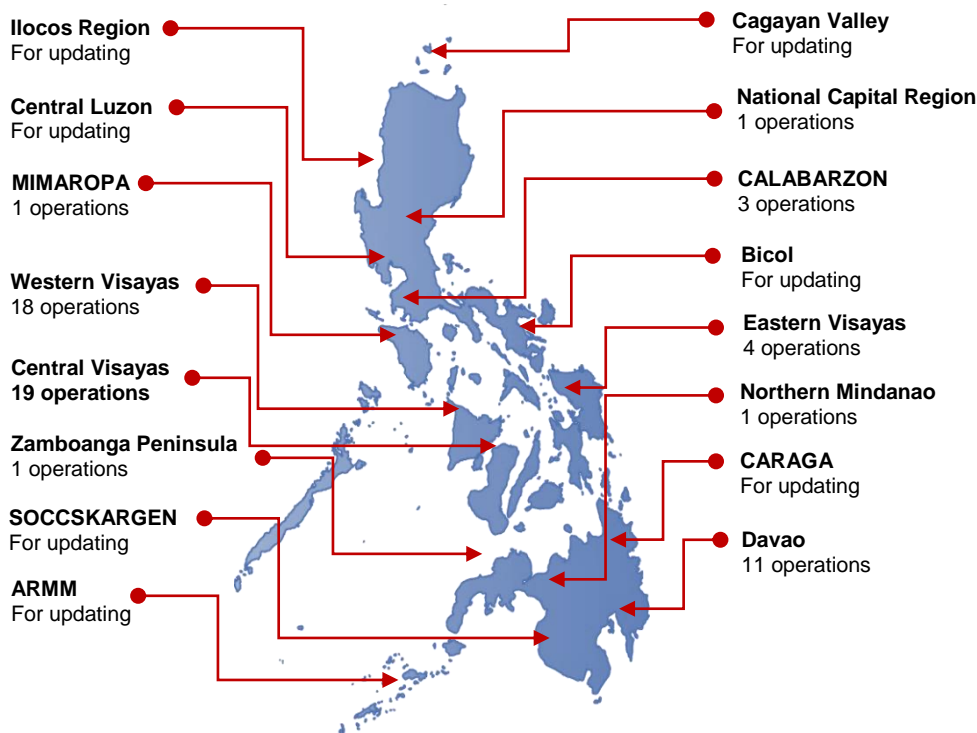 Ilocos Region
For updating
Central Luzon
For updating
MIMAROPA
1 operations
Western Visayas
18 operations
Central Visayas
19 operations
Zamboanga Peninsula
1 operations
SOCCSKARGEN
For updating
ARMM
For updating
Cagayan Valley
For updating
National Capital Region
1 operations
CALABARZON
3 operations
Bicol
For updating
Eastern Visayas
4 operations
Northern Mindanao
1 operations
CARAGA
For updating
Davao
11 operations